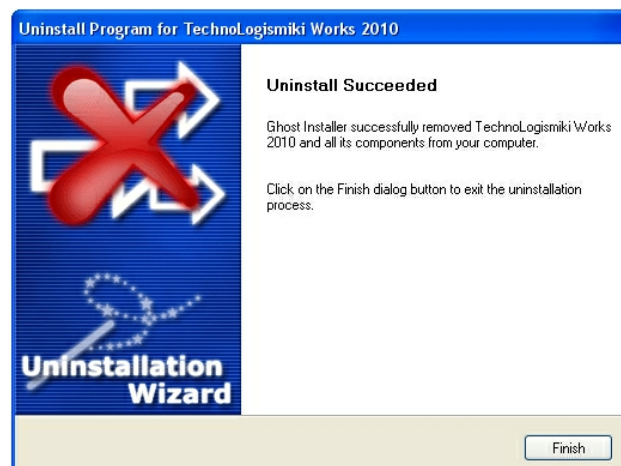 Uninstall Program for TechnoLogismiki Works 2010
Uninstall Succeeded
Ghost Installer successfully removed TechnoLogismiki Works
2010 and all its components from your computer.
Click on the Finish dialog button to exit the uninstallation
process.
Uninstallation
Wizard
Finish